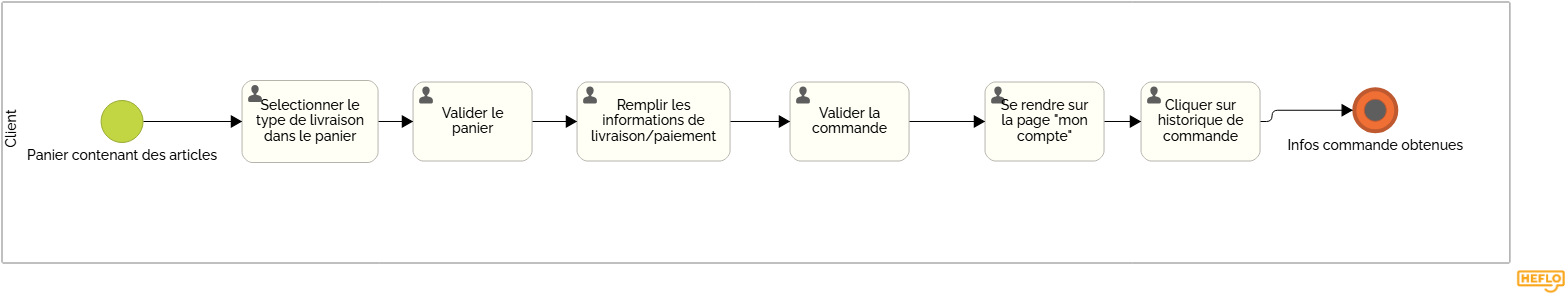 Client
Panier contenant des articles
Selectionner le
type de livraison
dans le panier
Valider le
panier
Remplir les
informations de
livraison/paiement
Valider la
commande
Se rendre sur
la page "mon
compte"
Cliquer sur
historique de
commande
Infos commande obtenues
HEFLO